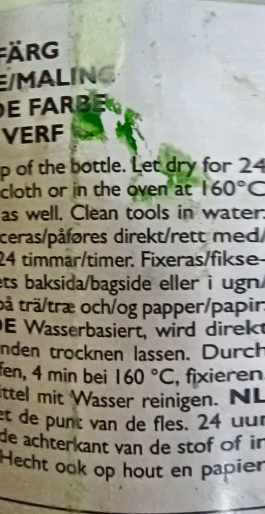 FÄRG
E/MALING
DE FARBE
VERF
p of the bottle. Let dry for 24
cloth or in the oven at 160°C
as well. Clean tools in water.
ceras/påføres direkt/rett med/
24 timmar/timer. Fixeras/fikse-
ets baksida/bagside eller i ugn/
på trä/træ och/og papper/papir.
DE Wasserbasiert, wird direkt
nden trocknen lassen. Durch
fen, 4 min bei 160 °C, fixieren.
ittel mit Wasser reinigen. NL
et de punt van de fles. 24 uur
de achterkant van de stof of in
Hecht ook op hout en papier